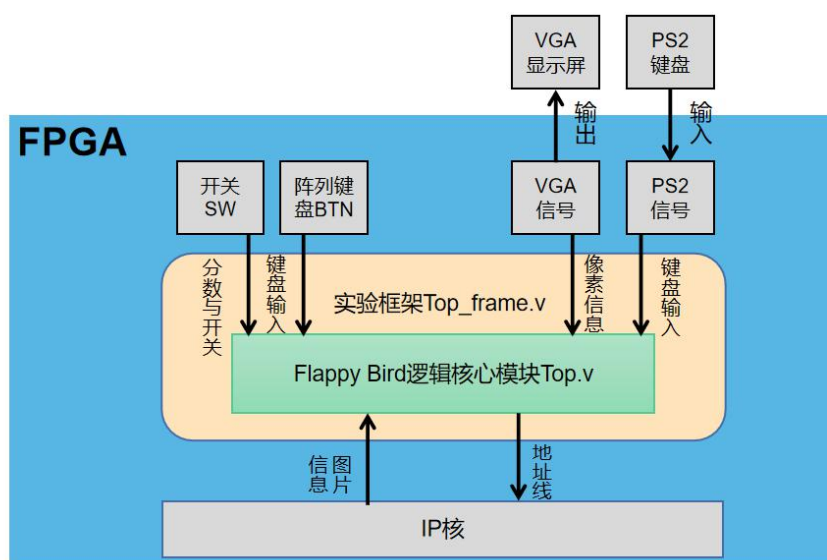 VGA
显示屏
PS2
键盘
输出
输入
FPGA
开关
SW
阵列键
盘BTN
VGA
信号
PS2
信号
分数与开关
键盘输入
像素信息
键盘输入
实验框架Top_frame.v
Flappy Bird逻辑核心模块Top.v
图片
信息
地址线
IP核